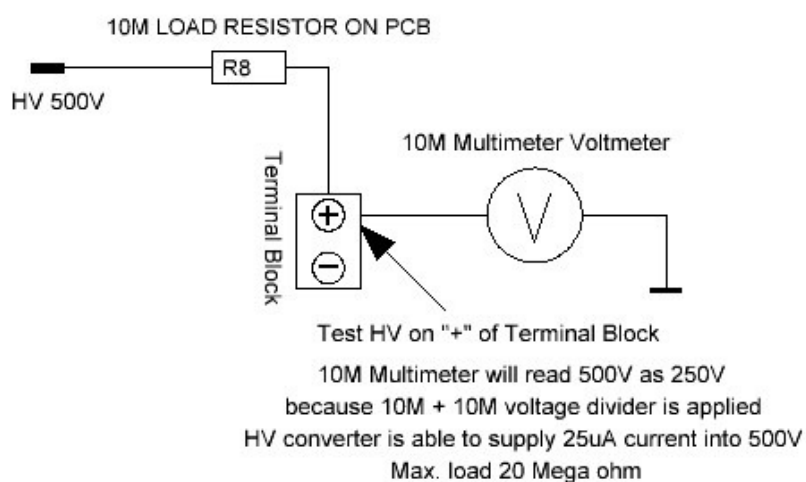 10M LOAD RESISTOR ON PCB
R8
HV 500V
10M Multimeter Voltmeter
Terminal Block
+
V
−
Test HV on "+" of Terminal Block
10M Multimeter will read 500V as 250V
because 10M + 10M voltage divider is applied
HV converter is able to supply 25uA current into 500V
Max. load 20 Mega ohm